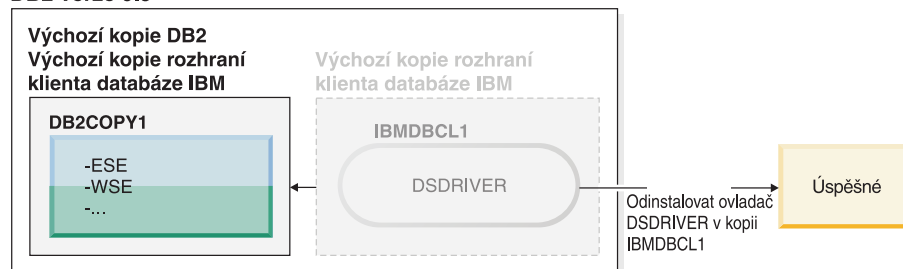 Výchozí kopie DB2
Výchozí kopie rozhraní
klienta databáze IBM
DB2COPY1
-ESE
-WSE
-...
Výchozí kopie rozhraní
klienta databáze IBM
IBMDBCL1
DSDRIVER
Odinstalovat ovladač
DSDRIVER v kopii
IBMDBCL1
Úspěšné